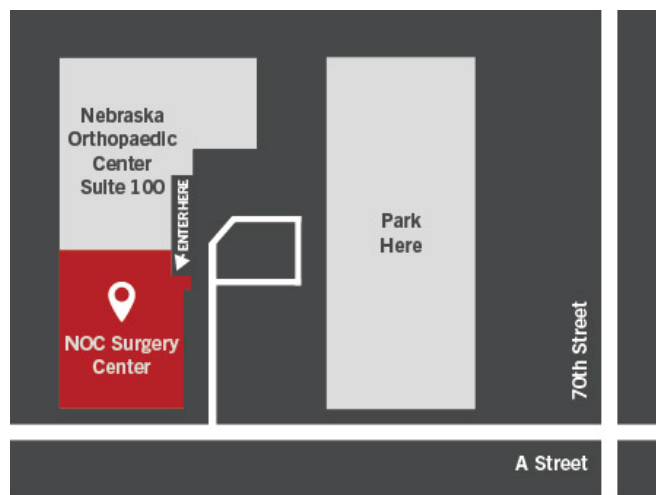 Nebraska
Orthopaedic
Center
Suite 100
ENTER HERE
NOC Surgery
Center
Park
Here
70th Street
A Street